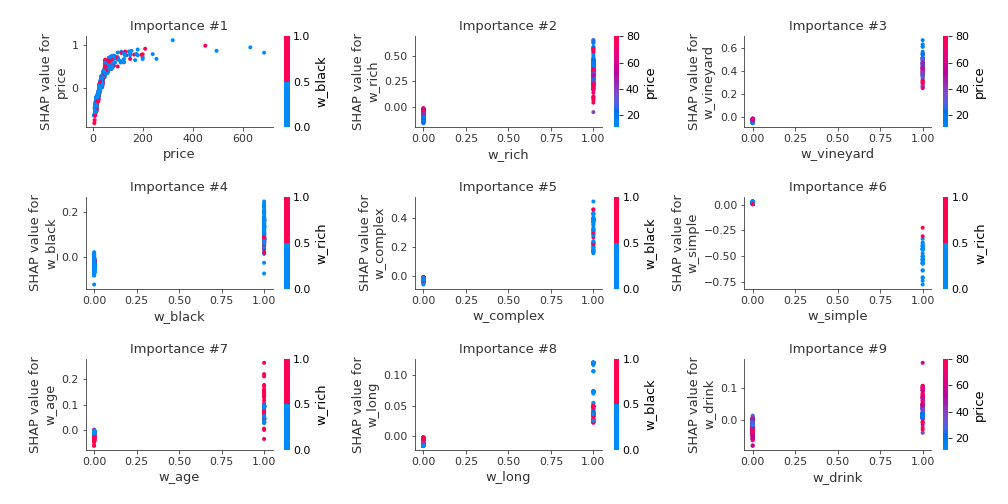 Importance #1
SHAP value for
price
1
0
0
200
400
600
price
1.0
0.5
0.0
w_black
Importance #2
SHAP value for
w_rich
0.50
0.25
0.00
0.00
0.25
0.50
0.75
1.00
w_rich
80
60
40
20
price
Importance #3
SHAP value for
w_vineyard
0.6
0.4
0.2
0.0
0.00
0.25
0.50
0.75
1.00
w_vineyard
80
60
40
20
price
Importance #4
SHAP value for
w_black
0.2
0.0
0.00
0.25
0.50
0.75
1.00
w_black
1.0
0.5
0.0
w_rich
Importance #5
SHAP value for
w_complex
0.4
0.2
0.0
0.00
0.25
0.50
0.75
1.00
w_complex
1.0
0.5
0.0
w_black
Importance #6
SHAP value for
w_simple
0.00
−0.25
−0.50
−0.75
0.00
0.25
0.50
0.75
1.00
w_simple
1.0
0.5
0.0
w_rich
Importance #7
SHAP value for
w_age
0.2
0.1
0.0
0.00
0.25
0.50
0.75
1.00
w_age
1.0
0.5
0.0
w_rich
Importance #8
SHAP value for
w_long
0.10
0.05
0.00
0.00
0.25
0.50
0.75
1.00
w_long
1.0
0.5
0.0
w_black
Importance #9
SHAP value for
w_drink
0.1
0.0
0.00
0.25
0.50
0.75
1.00
w_drink
80
60
40
20
price